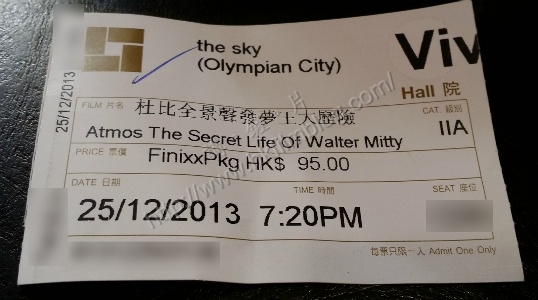 the sky
(Olympian City)
Viv
Hall 院
25/12/2013
FILM 片名
杜比全景聲發夢王大歷險
CAT. 級別
Atmos The Secret Life Of Walter Mitty
IIA
PRICE 票價
FinixxPkg HK$ 95.00
DATE 日期
TIME 時間
SEAT 座位
25/12/2013 7:20PM
每票只限一人 Admit One Only